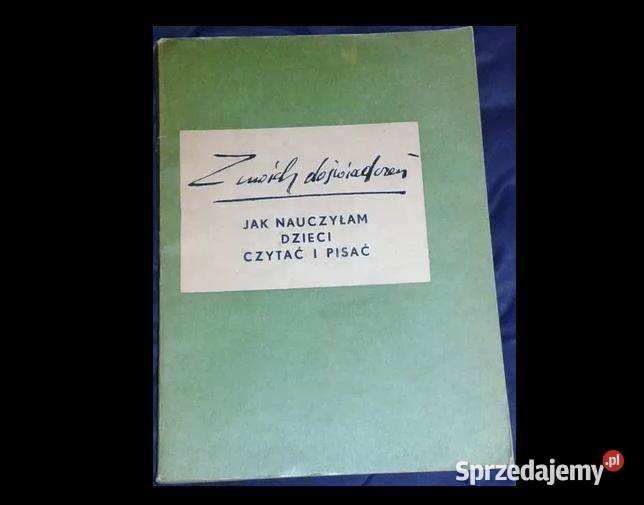 Z moich doświadczeń
JAK NAUCZYŁAM
DZIECI
CZYTAĆ I PISAĆ
Sprzedajemy.pl